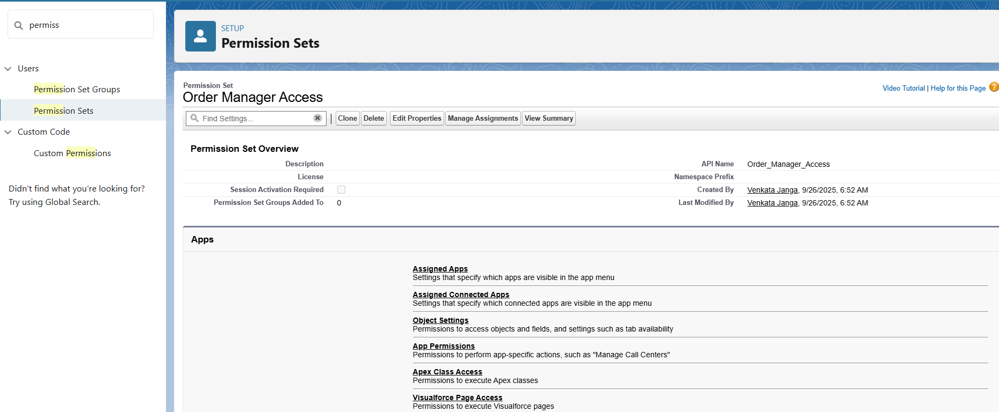 permiss
Users
Permission Set Groups
Permission Sets
Custom Code
Custom Permissions
Didn't find what you're looking for?
Try using Global Search.
SETUP
Permission Sets
Permission Set
Order Manager Access
Video Tutorial | Help for this Page ?
Find Settings... | Clone Delete Edit Properties Manage Assignments View Summary
Permission Set Overview
Description API Name Order_Manager_Access
License Namespace Prefix
Session Activation Required Created By Venkata Janga, 9/26/2025, 6:52 AM
Permission Set Groups Added To 0 Last Modified By Venkata Janga, 9/26/2025, 6:52 AM
Apps
Assigned Apps
Settings that specify which apps are visible in the app menu
Assigned Connected Apps
Settings that specify which connected apps are visible in the app menu
Object Settings
Permissions to access objects and fields, and settings such as tab availability
App Permissions
Permissions to perform app-specific actions, such as "Manage Call Centers"
Apex Class Access
Permissions to execute Apex classes
Visualforce Page Access
Permissions to execute Visualforce pages